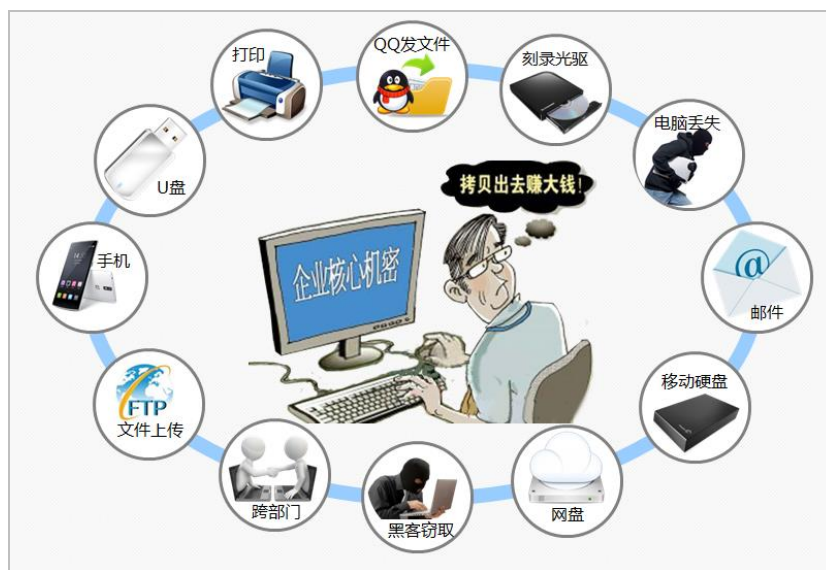 打印
QQ发文件
刻录光驱
电脑丢失
U盘
拷贝出去赚大钱!
手机
企业核心机密
@
邮件
移动硬盘
FTP
文件上传
跨部门
黑客窃取
网盘